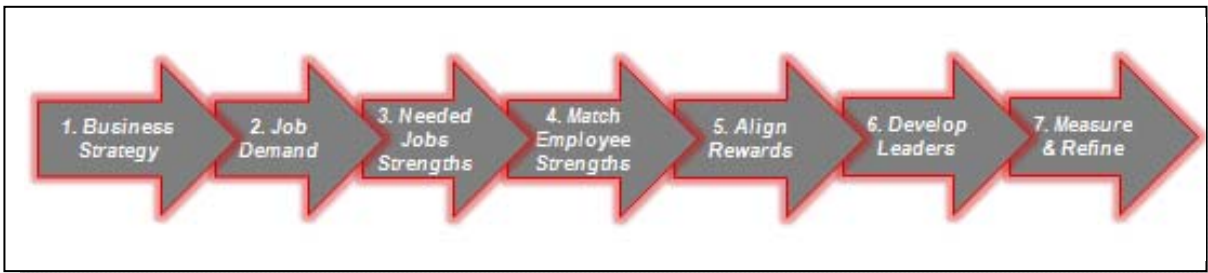 1. Business
Strategy
2. Job
Demand
3. Needed
Jobs
Strengths
4. Match
Employee
Strengths
5. Align
Rewards
6. Develop
Leaders
7. Measure
& Refine